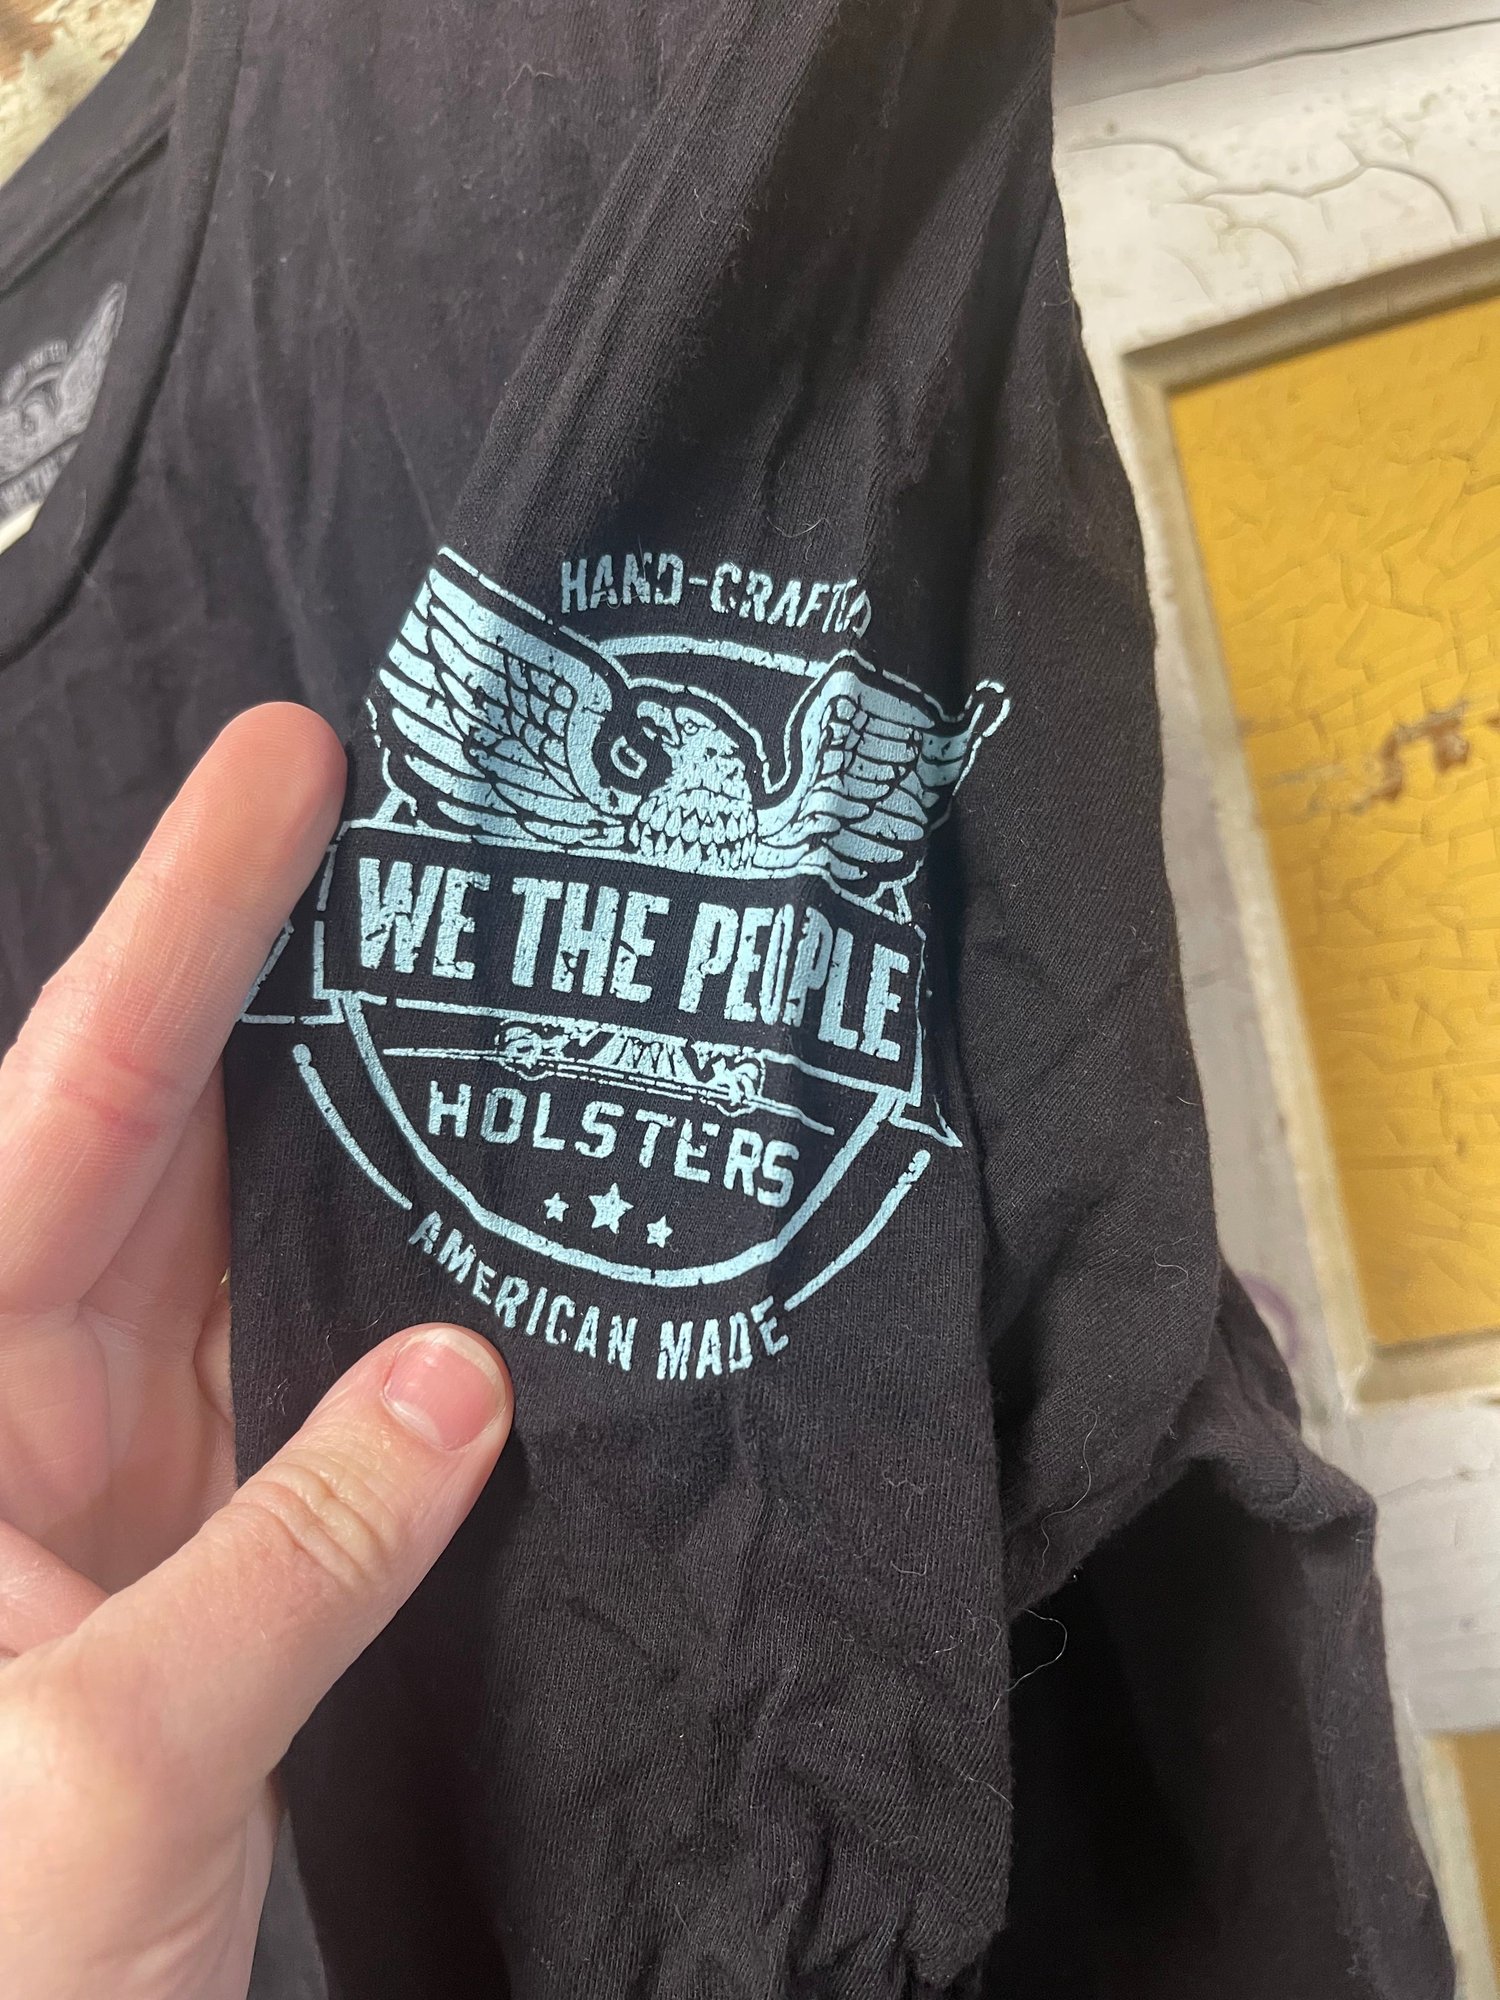 HAND-CRAFTED
WE THE PEOPLE
HOLSTERS
AMERICAN MADE